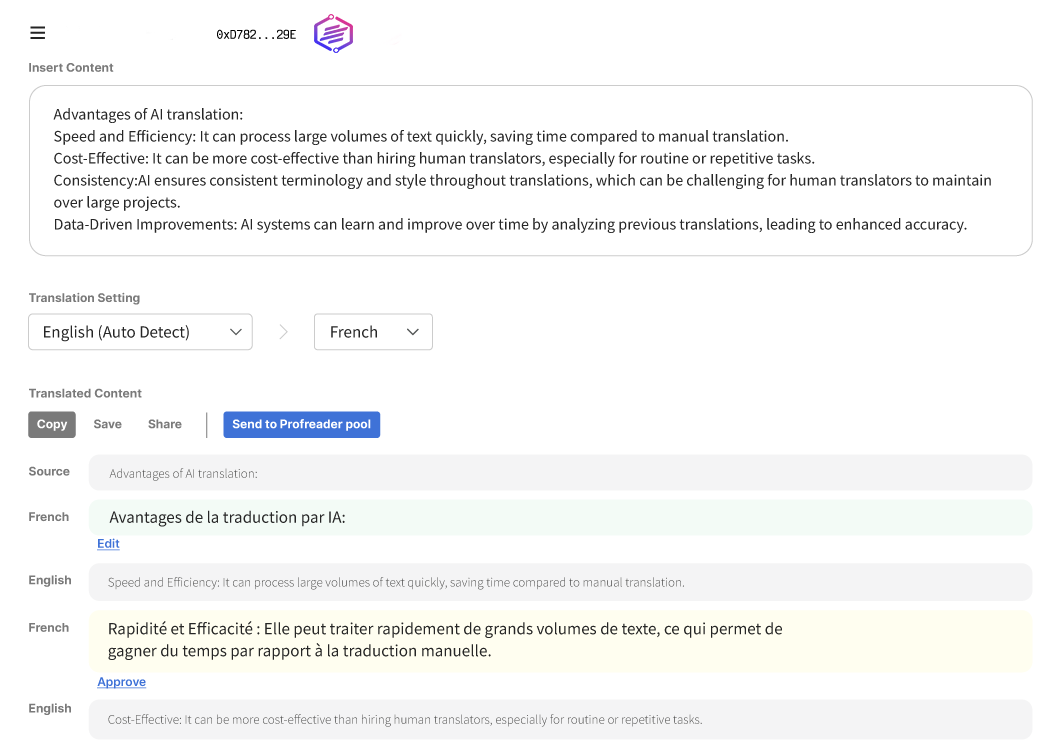 0xD782...29E
Insert Content
Advantages of AI translation:
Speed and Efficiency: It can process large volumes of text quickly, saving time compared to manual translation.
Cost-Effective: It can be more cost-effective than hiring human translators, especially for routine or repetitive tasks.
Consistency:AI ensures consistent terminology and style throughout translations, which can be challenging for human translators to maintain
over large projects.
Data-Driven Improvements: AI systems can learn and improve over time by analyzing previous translations, leading to enhanced accuracy.
Translation Setting
English (Auto Detect)
French
Translated Content
Copy
Save
Share
Send to Profreader pool
Source
Advantages of AI translation:
French
Avantages de la traduction par IA:
Edit
English
Speed and Efficiency: It can process large volumes of text quickly, saving time compared to manual translation.
French
Rapidité et Efficacité : Elle peut traiter rapidement de grands volumes de texte, ce qui permet de
gagner du temps par rapport à la traduction manuelle.
Approve
English
Cost-Effective: It can be more cost-effective than hiring human translators, especially for routine or repetitive tasks.